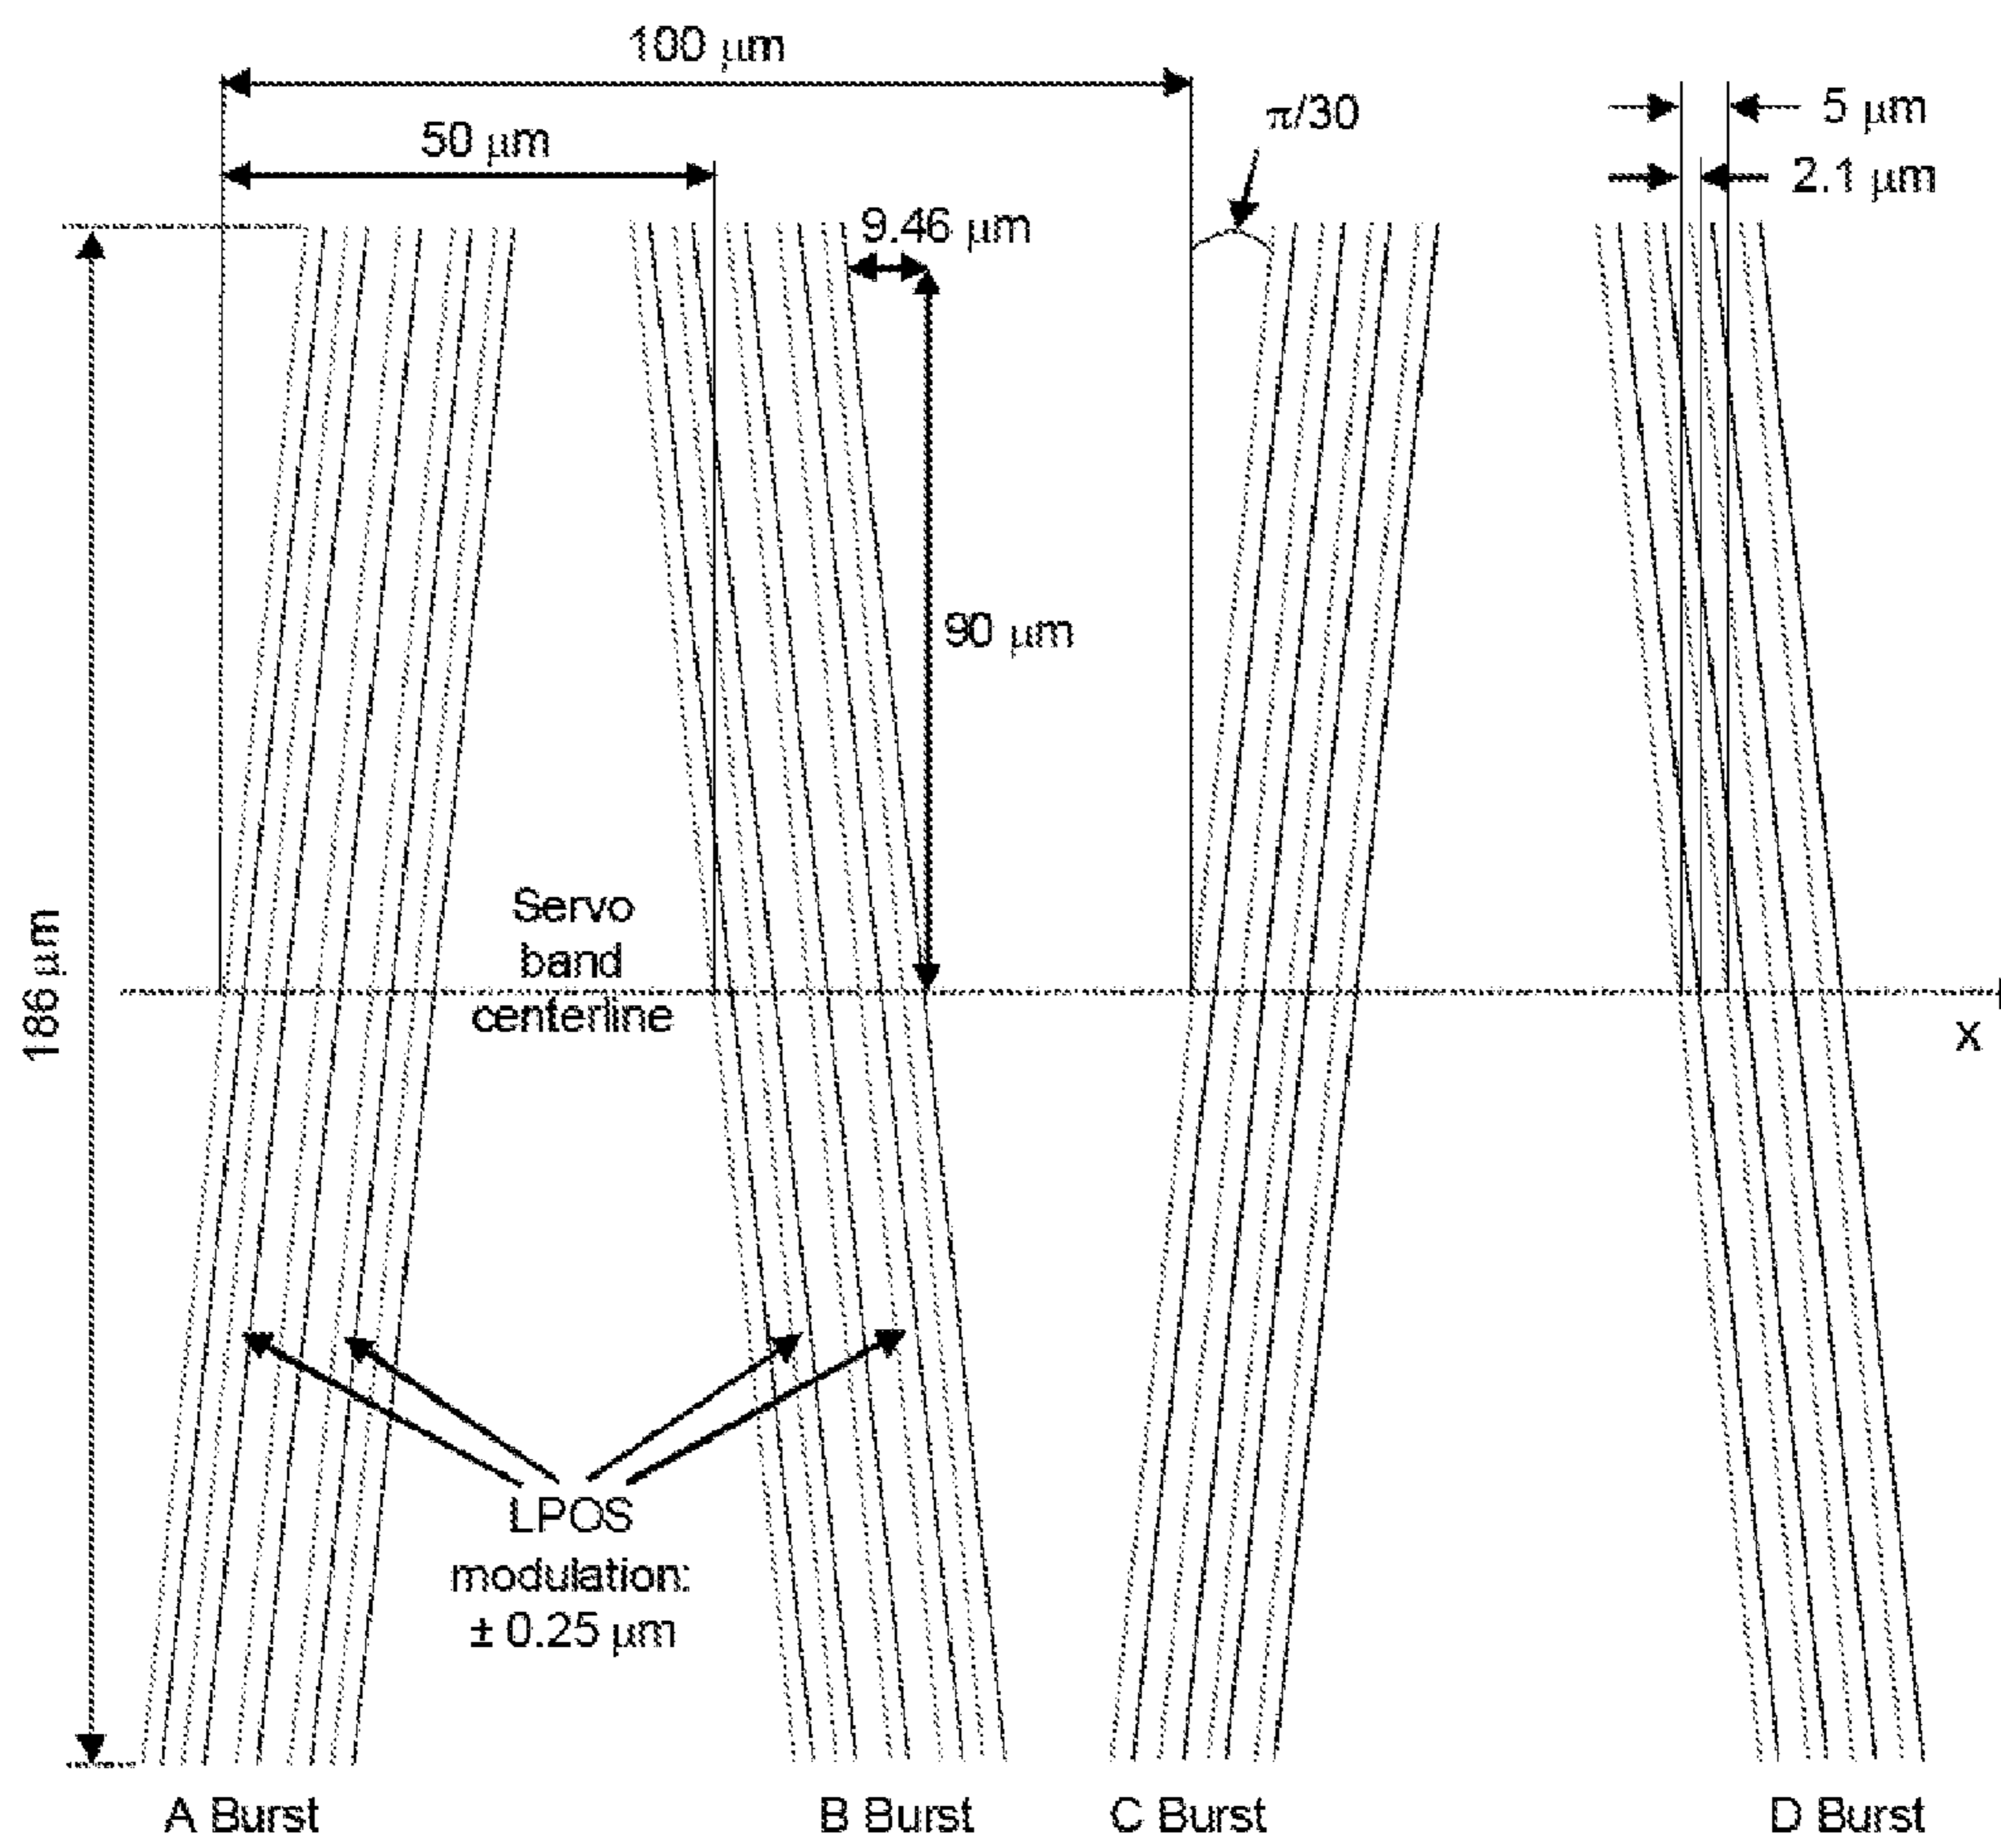 100 μm
π/30
5 μm
50 μm
2.1 μm
9.46 μm
90 μm
186 μm
Servo
band
centerline
X
LPOS
modulation:
± 0.25 μm
A Burst
B Burst
C Burst
D Burst